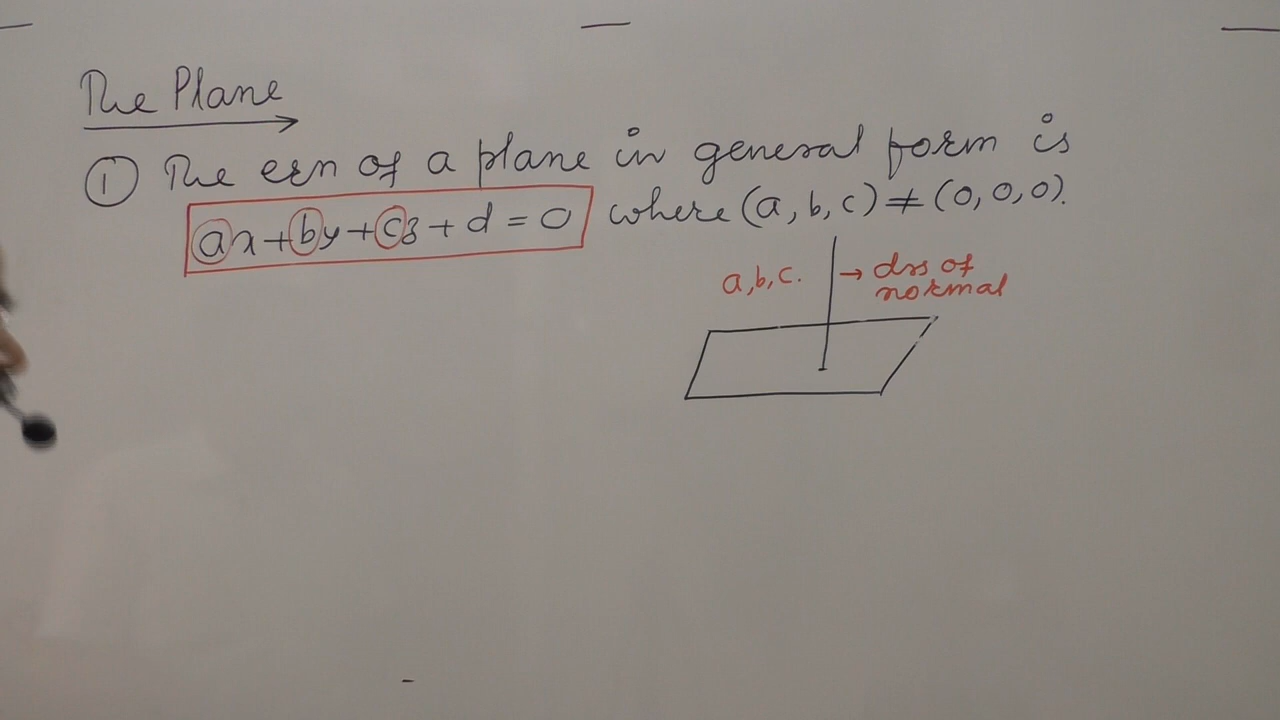 The Plane
① The eqn of a plane in general form is
ax + by + cz + d = 0 where (a, b, c) ≠ (0, 0, 0).
a, b, c. → drs of
normal